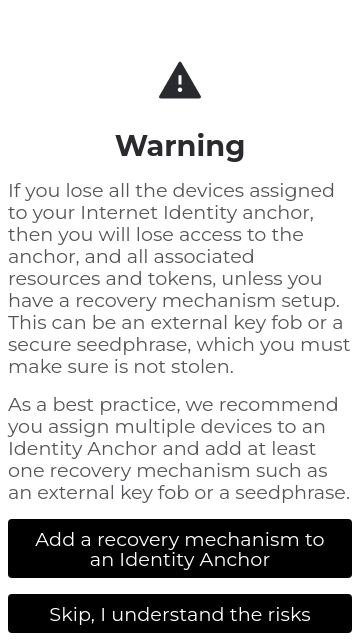 Warning
If you lose all the devices assigned
to your Internet Identity anchor,
then you will lose access to the
anchor, and all associated
resources and tokens, unless you
have a recovery mechanism setup.
This can be an external key fob or a
secure seedphrase, which you must
make sure is not stolen.
As a best practice, we recommend
you assign multiple devices to an
Identity Anchor and add at least
one recovery mechanism such as
an external key fob or a seedphrase.
Add a recovery mechanism to
an Identity Anchor
Skip, I understand the risks